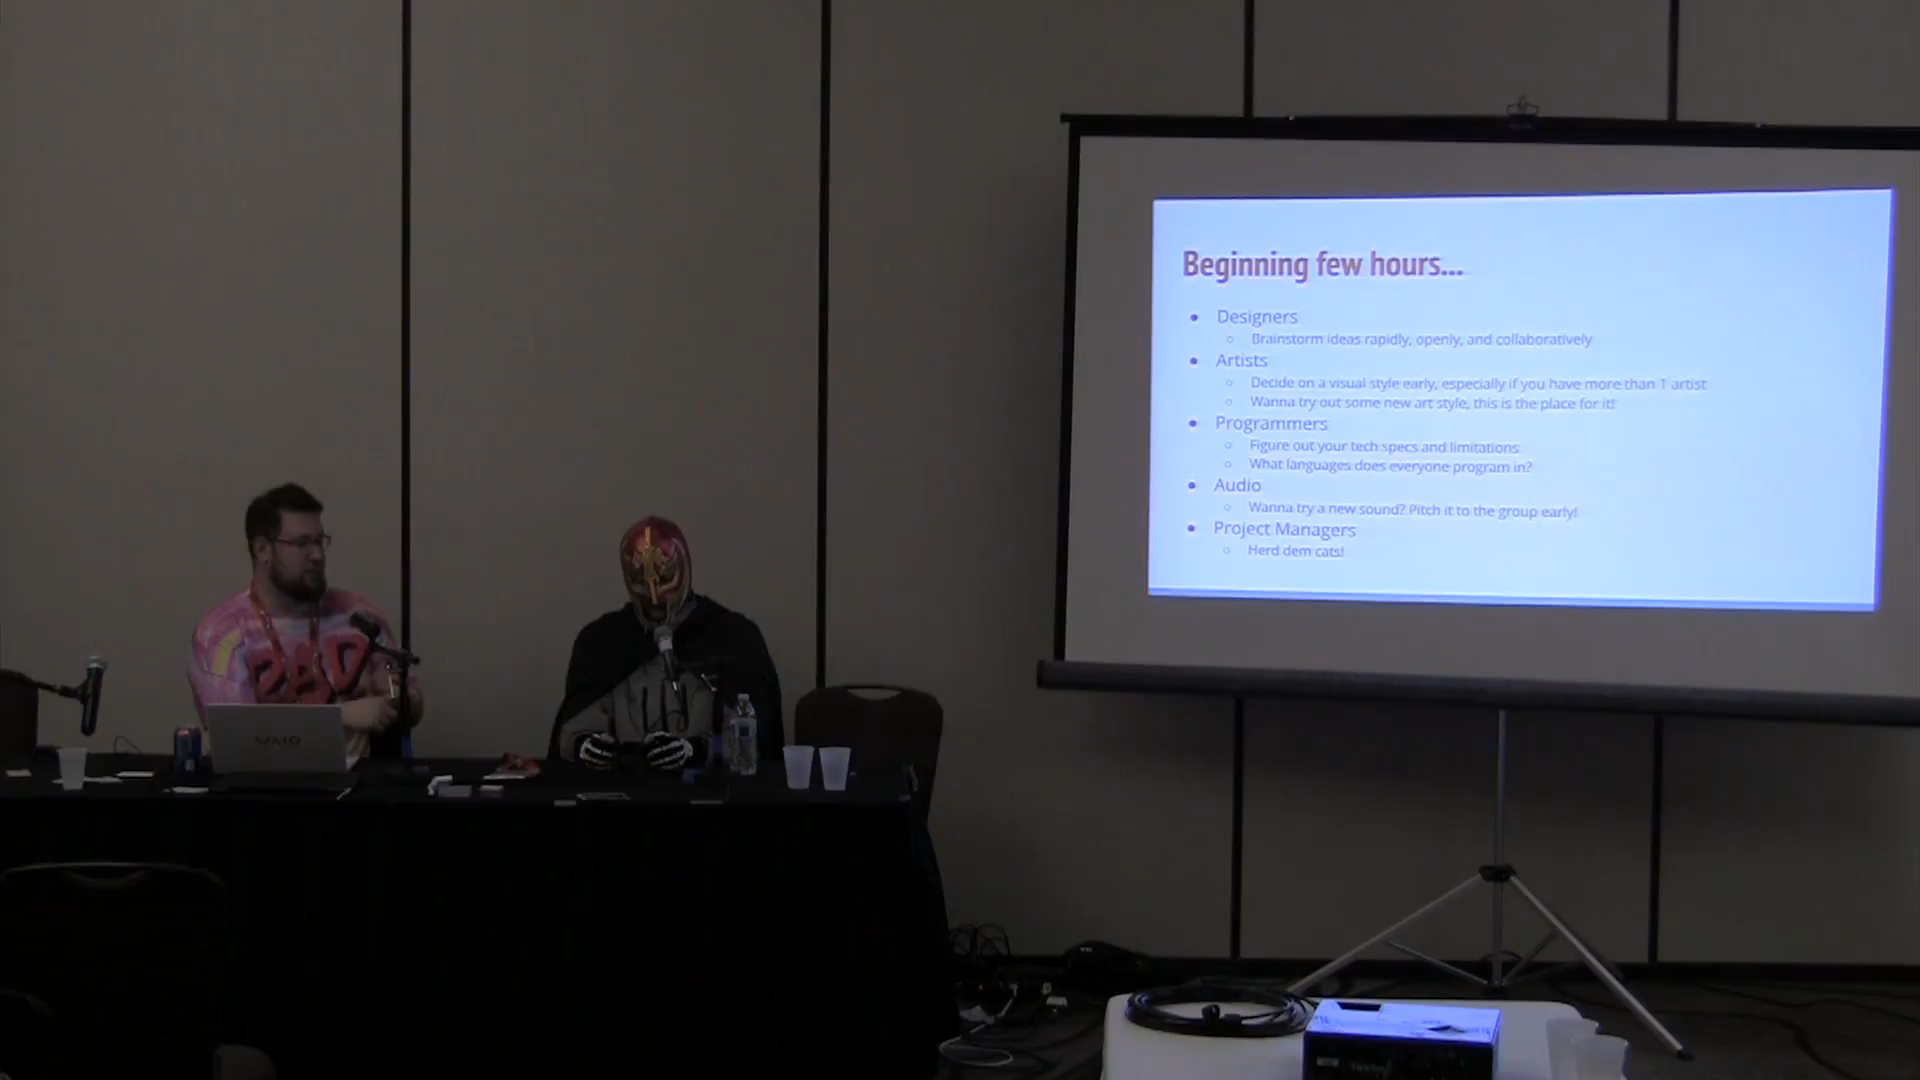 Beginning few hours...
Designers
Brainstorm ideas rapidly, openly, and collaboratively
Artists
Decide on a visual style early, especially if you have more than 1 artist
Wanna try out some new art style, this is the place for it!
Programmers
Figure out your tech specs and limitations
What languages does everyone program in?
Audio
Wanna try a new sound? Pitch it to the group early!
Project Managers
Herd dem cats!
RAD
VAIO